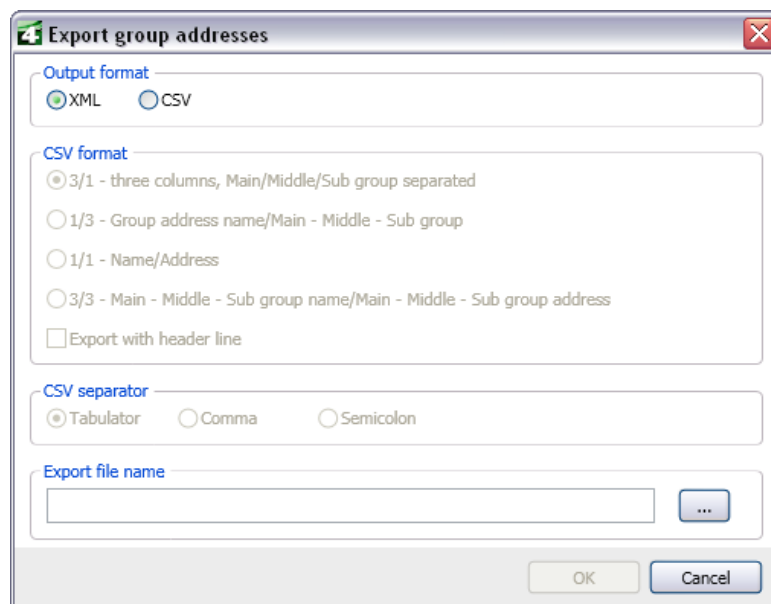 4 Export group addresses
Output format
XML CSV
CSV format
3/1 - three columns, Main/Middle/Sub group separated
1/3 - Group address name/Main - Middle - Sub group
1/1 - Name/Address
3/3 - Main - Middle - Sub group name/Main - Middle - Sub group address
Export with header line
CSV separator
Tabulator Comma Semicolon
Export file name
...
OK Cancel